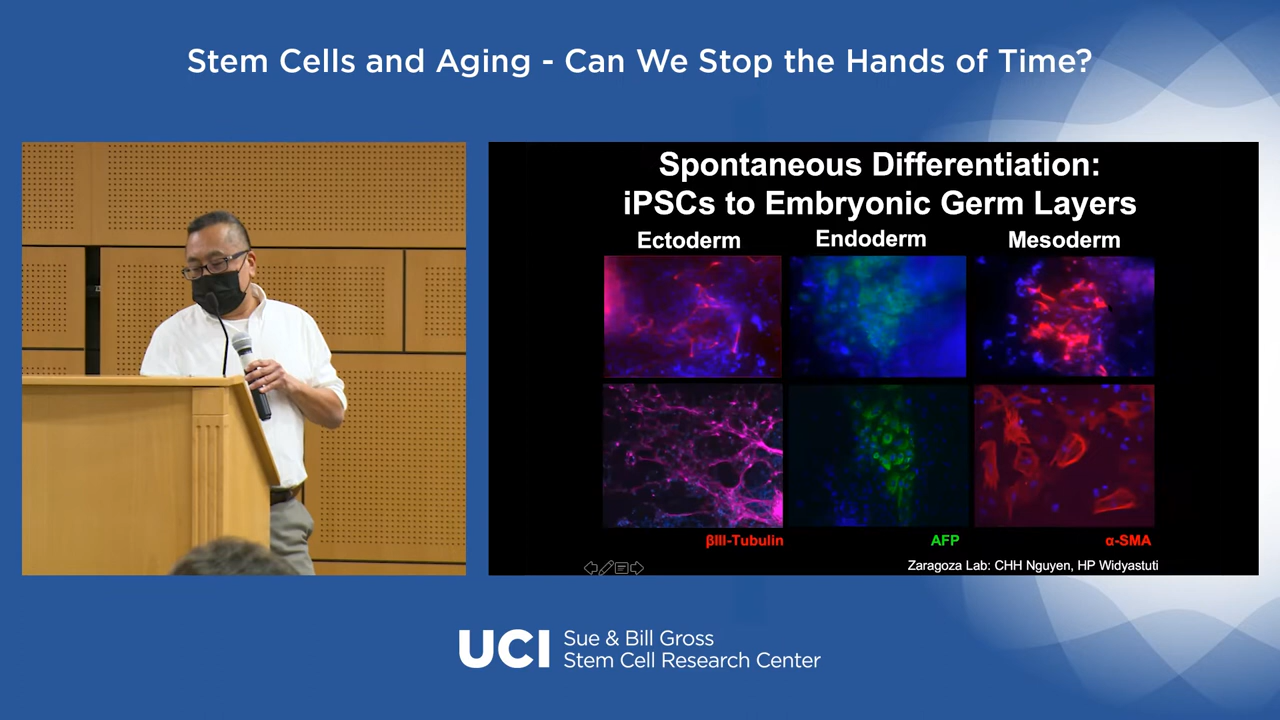 Stem Cells and Aging - Can We Stop the Hands of Time?
Spontaneous Differentiation:
iPSCs to Embryonic Germ Layers
Ectoderm Endoderm Mesoderm
βIII-Tubulin AFP α-SMA
Zaragoza Lab: CHH Nguyen, HP Widyastuti
UCI Sue & Bill Gross
Stem Cell Research Center